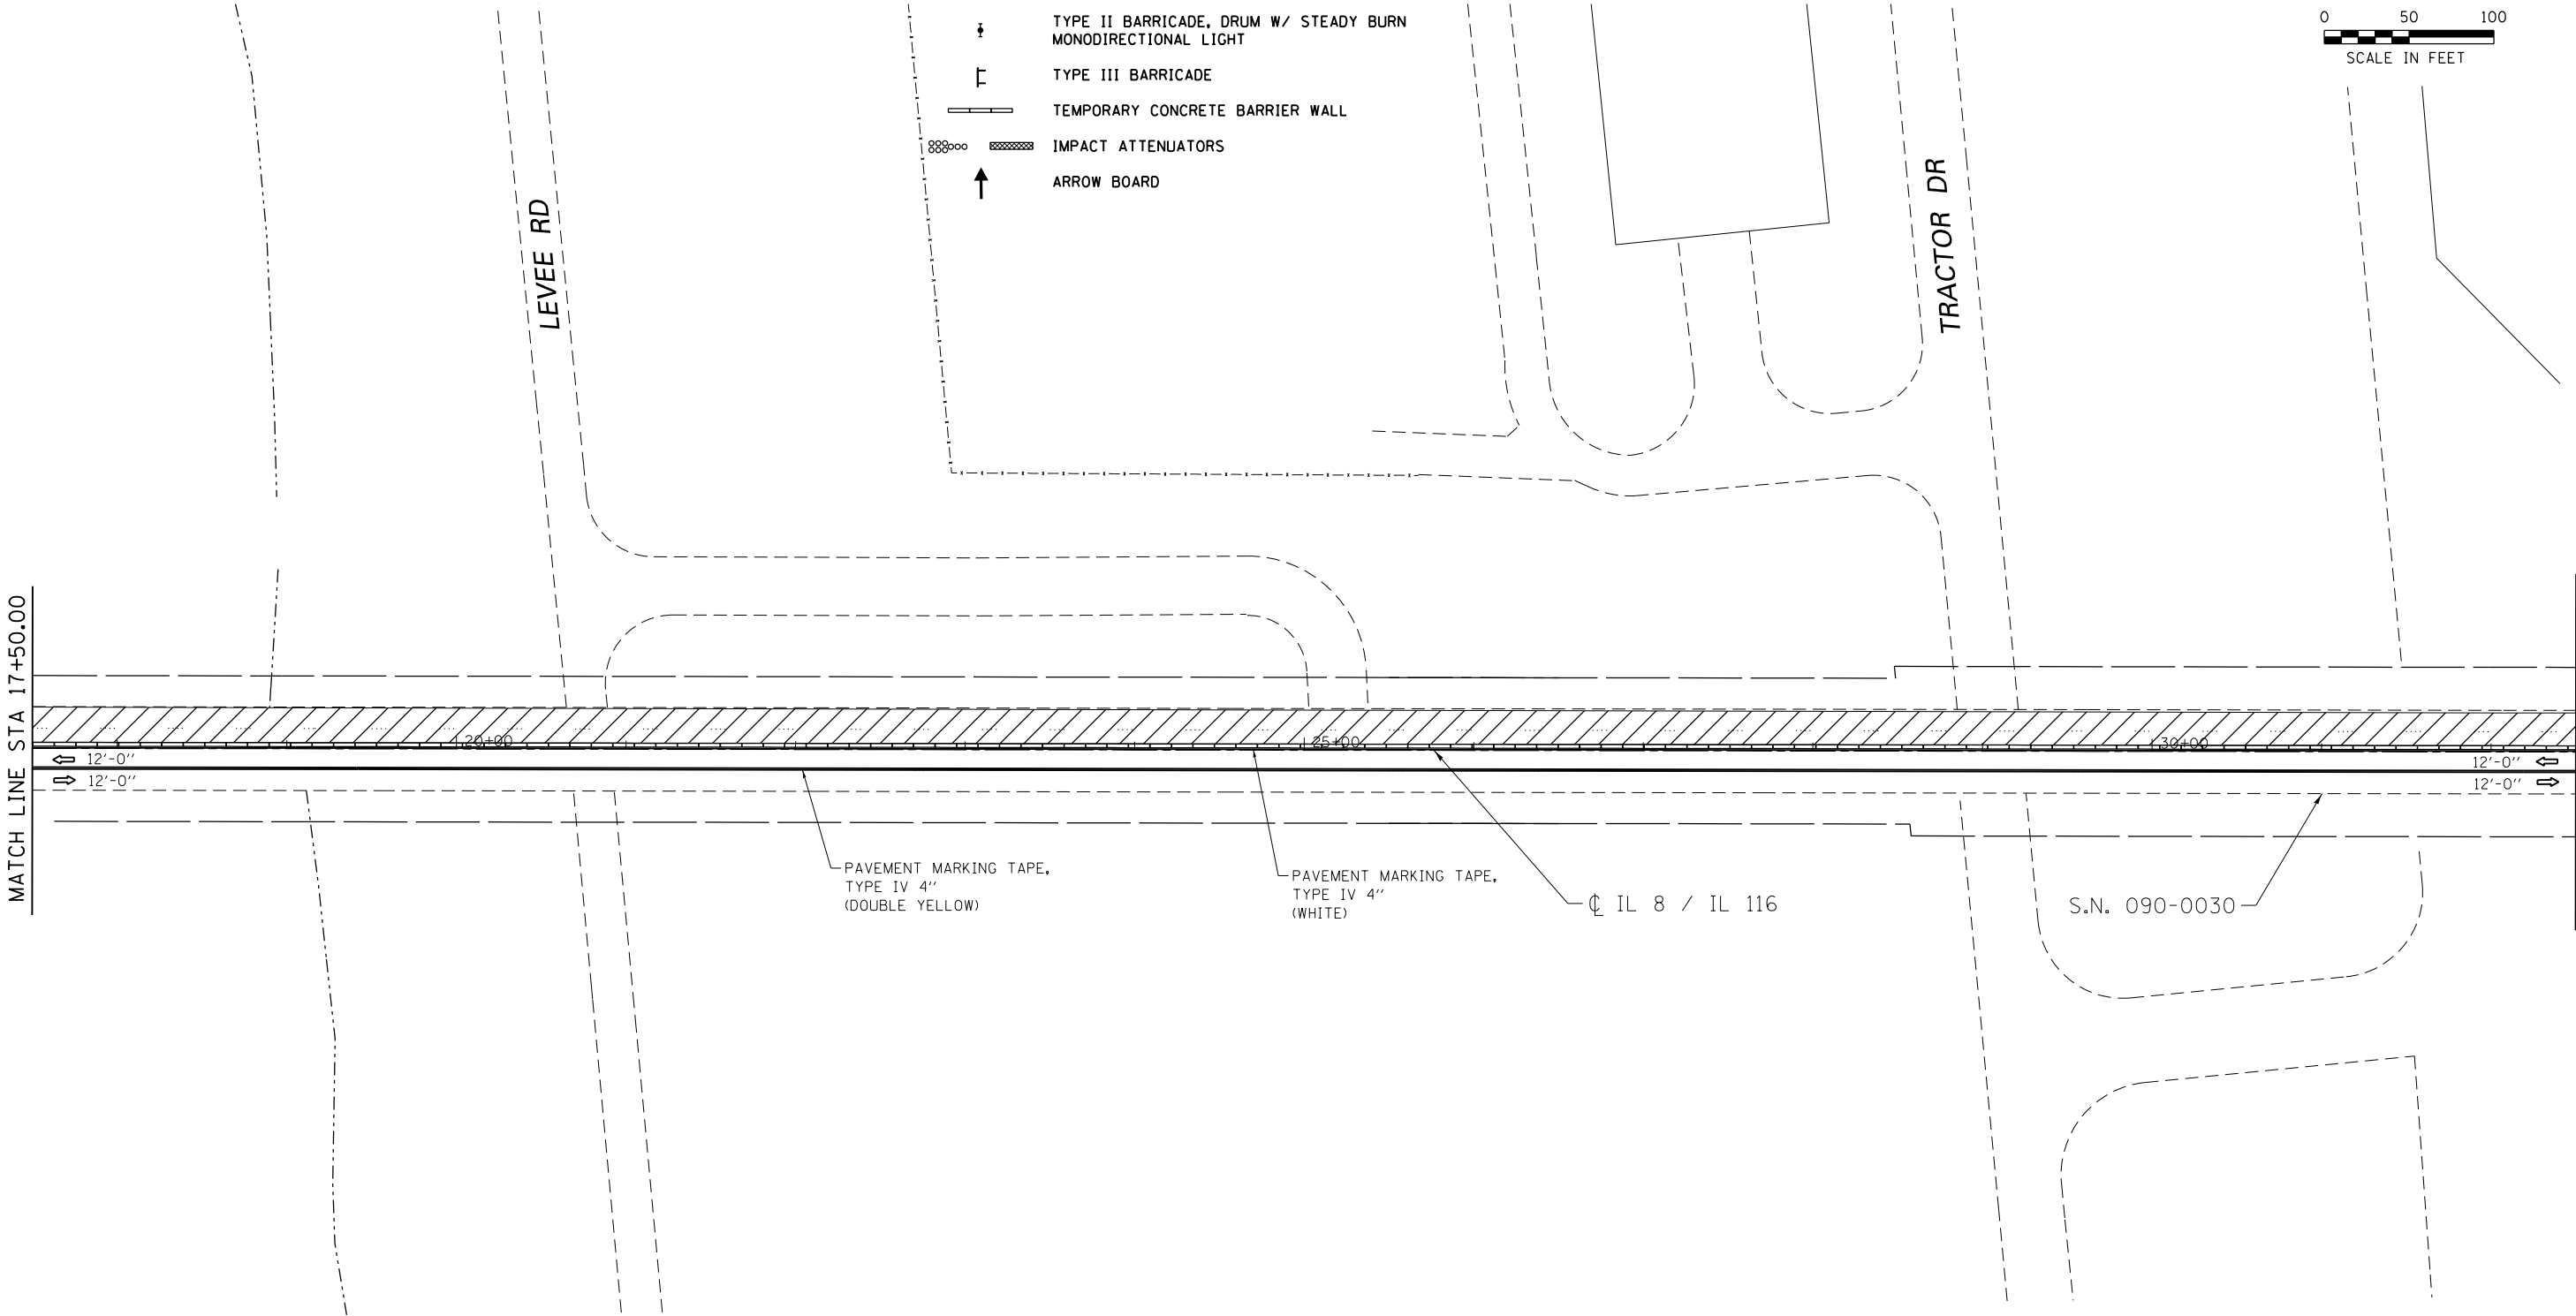 TYPE II BARRICADE, DRUM W/ STEADY BURN
MONODIRECTIONAL LIGHT
TYPE III BARRICADE
TEMPORARY CONCRETE BARRIER WALL
IMPACT ATTENUATORS
ARROW BOARD
0 50 100
SCALE IN FEET
LEVEE RD
TRACTOR DR
MATCH LINE STA 17+50.00
20+00
25+00
30+00
12'-0"
12'-0"
12'-0"
12'-0"
PAVEMENT MARKING TAPE,
TYPE IV 4"
(DOUBLE YELLOW)
PAVEMENT MARKING TAPE,
TYPE IV 4"
(WHITE)
℄ IL 8 / IL 116
S.N. 090-0030